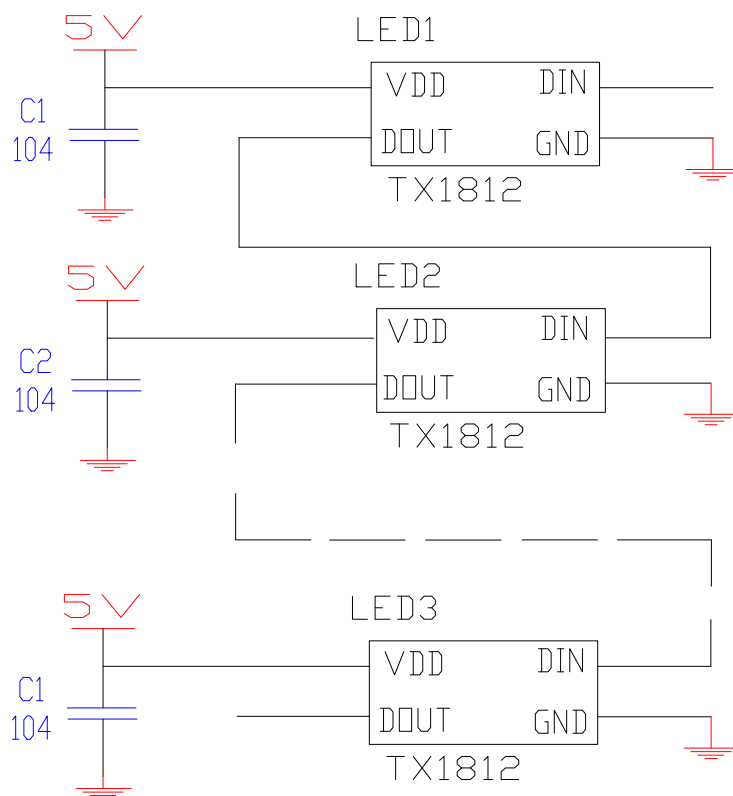 5V
LED1
VDD DIN
C1
104
DOUT GND
TX1812
5V
LED2
VDD DIN
C2
104
DOUT GND
TX1812
5V
LED3
VDD DIN
C1
104
DOUT GND
TX1812